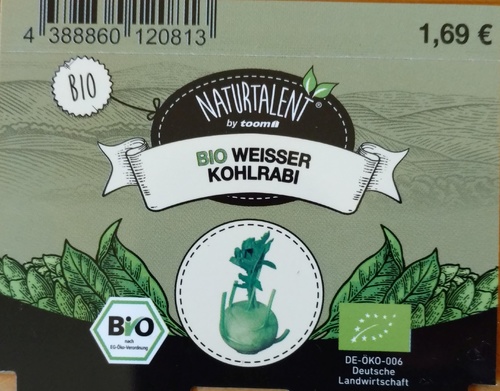 4 388860 120813
1,69 €
BIO
NATURTALENT®
by toom
BIO WEISSER
KOHLRABI
Bio
nach
EG-Öko-Verordnung
DE-ÖKO-006
Deutsche
Landwirtschaft